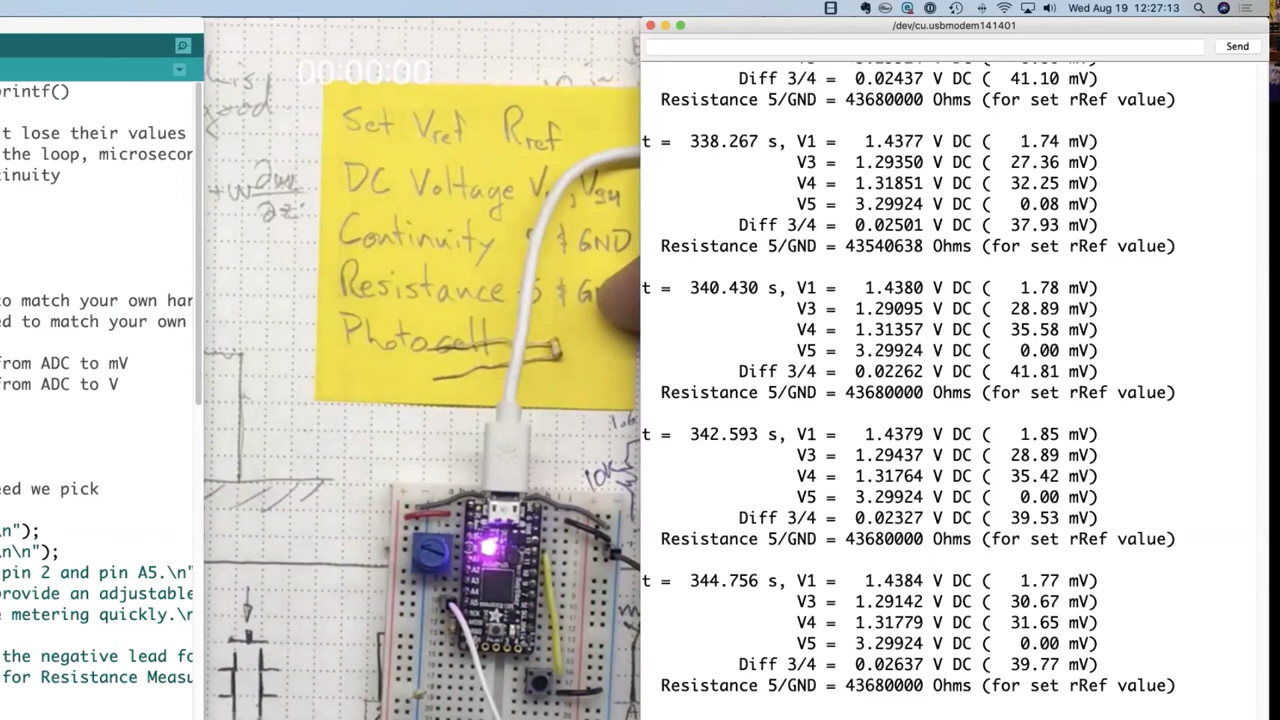 Wed Aug 19 12:27:13
/dev/cu.usbmodem141401
Send
rintf()
t lose their values
the loop, microsecon
tinuity
to match your own har
ed to match your own
from ADC to mV
from ADC to V
eed we pick
\n");
\n\n");
pin 2 and pin A5.\n"
provide an adjustable
e metering quickly.\r
the negative lead fo
for Resistance Measu
00:00:00
good
Set Vref Rref
DC Voltage V
V34
Continuity 5 & GND
Resistance 5 & G
Photocell
10K
Diff 3/4 = 0.02437 V DC ( 41.10 mV)
Resistance 5/GND = 43680000 Ohms (for set rRef value)
t = 338.267 s, V1 = 1.4377 V DC ( 1.74 mV)
V3 = 1.29350 V DC ( 27.36 mV)
V4 = 1.31851 V DC ( 32.25 mV)
V5 = 3.29924 V DC ( 0.08 mV)
Diff 3/4 = 0.02501 V DC ( 37.93 mV)
Resistance 5/GND = 43540638 Ohms (for set rRef value)
t = 340.430 s, V1 = 1.4380 V DC ( 1.78 mV)
V3 = 1.29095 V DC ( 28.89 mV)
V4 = 1.31357 V DC ( 35.58 mV)
V5 = 3.29924 V DC ( 0.00 mV)
Diff 3/4 = 0.02262 V DC ( 41.81 mV)
Resistance 5/GND = 43680000 Ohms (for set rRef value)
t = 342.593 s, V1 = 1.4379 V DC ( 1.85 mV)
V3 = 1.29437 V DC ( 28.89 mV)
V4 = 1.31764 V DC ( 35.42 mV)
V5 = 3.29924 V DC ( 0.00 mV)
Diff 3/4 = 0.02327 V DC ( 39.53 mV)
Resistance 5/GND = 43680000 Ohms (for set rRef value)
t = 344.756 s, V1 = 1.4384 V DC ( 1.77 mV)
V3 = 1.29142 V DC ( 30.67 mV)
V4 = 1.31779 V DC ( 31.65 mV)
V5 = 3.29924 V DC ( 0.00 mV)
Diff 3/4 = 0.02637 V DC ( 39.77 mV)
Resistance 5/GND = 43680000 Ohms (for set rRef value)